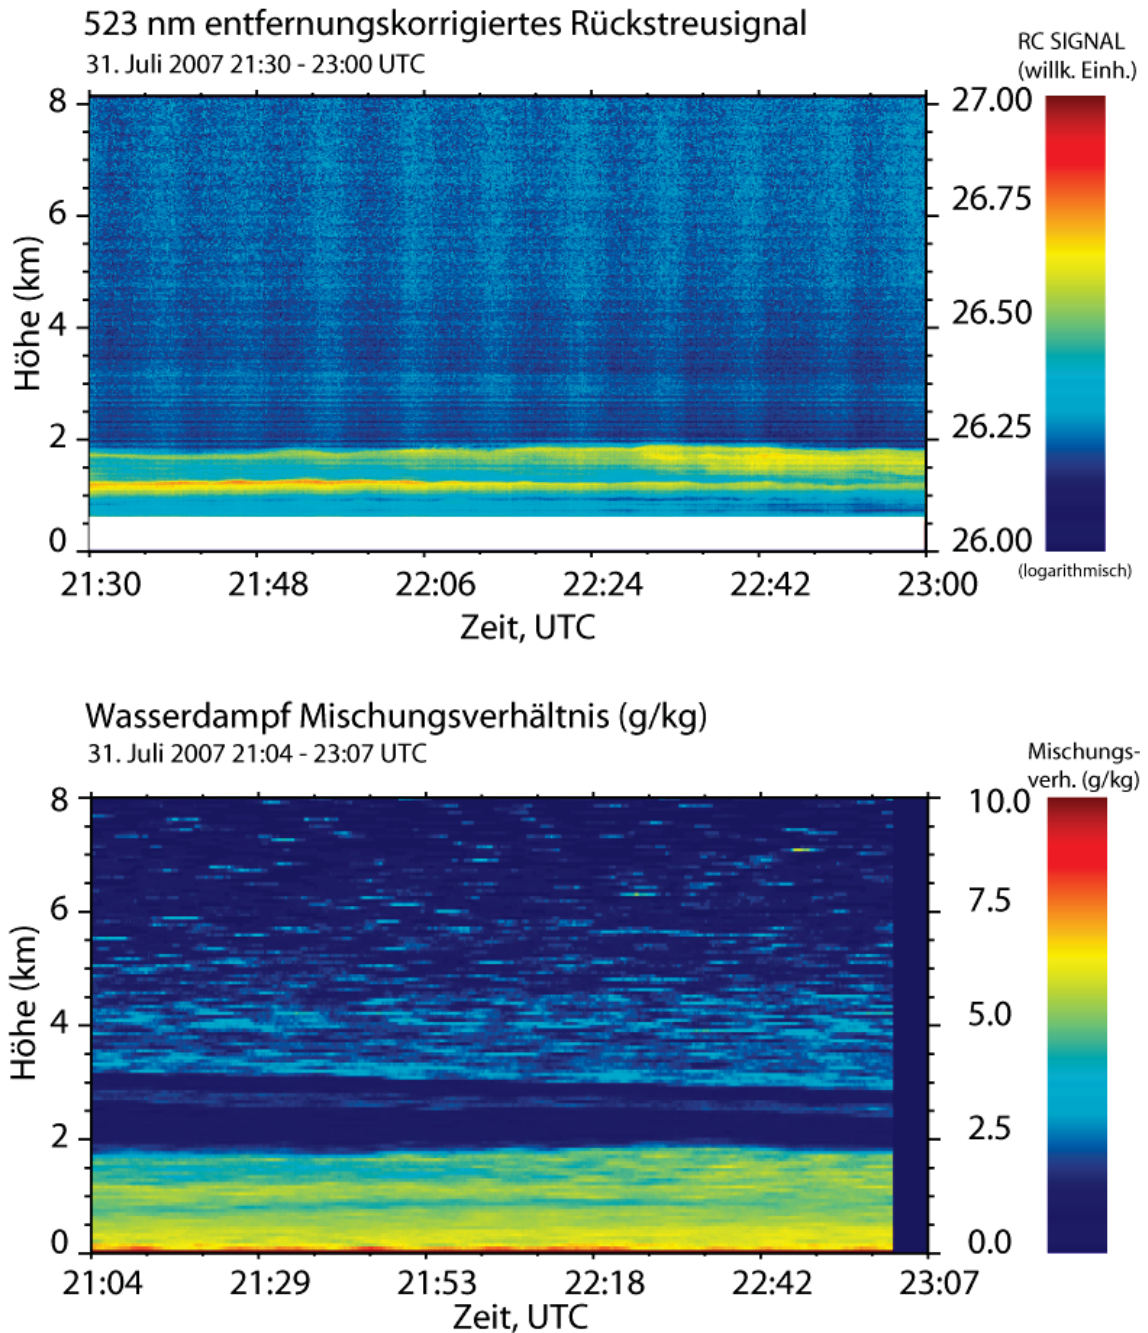 523 nm entfernungskorrigiertes Rückstreusignal
31. Juli 2007 21:30 - 23:00 UTC
RC SIGNAL
(willk. Einh.)
8
6
4
2
0
Höhe (km)
27.00
26.75
26.50
26.25
26.00
(logarithmisch)
21:30 21:48 22:06 22:24 22:42 23:00
Zeit, UTC
Wasserdampf Mischungsverhältnis (g/kg)
31. Juli 2007 21:04 - 23:07 UTC
Mischungs-
verh. (g/kg)
8
6
4
2
0
Höhe (km)
10.0
7.5
5.0
2.5
0.0
21:04 21:29 21:53 22:18 22:42 23:07
Zeit, UTC